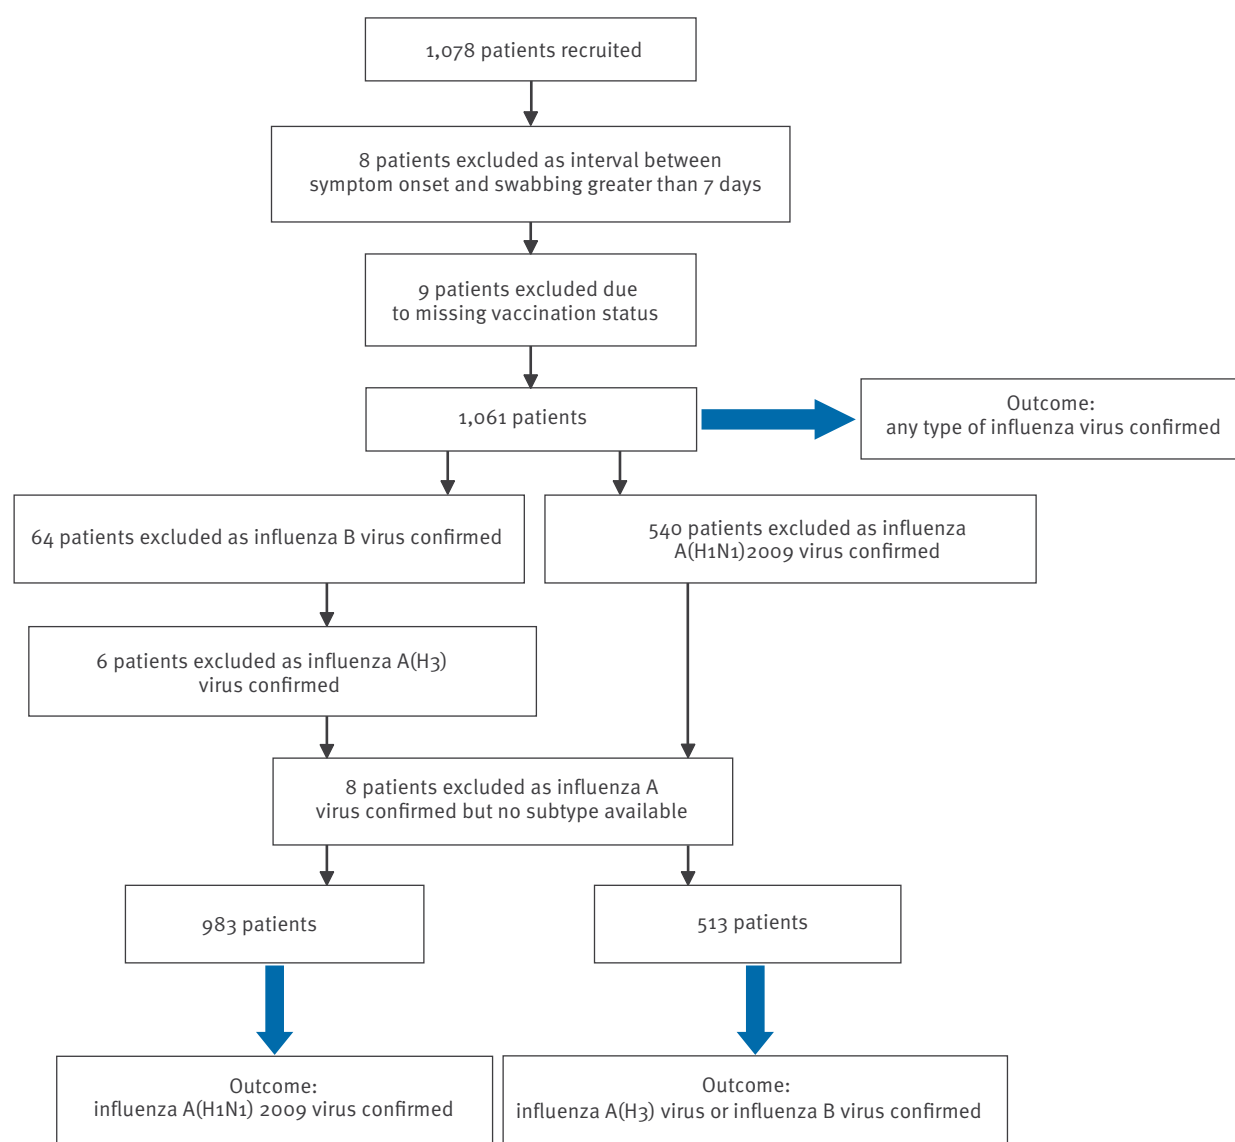 1,078 patients recruited
8 patients excluded as interval between
symptom onset and swabbing greater than 7 days
9 patients excluded due
to missing vaccination status
1,061 patients
Outcome:
any type of influenza virus confirmed
64 patients excluded as influenza B virus confirmed
540 patients excluded as influenza
A(H1N1)2009 virus confirmed
6 patients excluded as influenza A(H3)
virus confirmed
8 patients excluded as influenza A
virus confirmed but no subtype available
983 patients
513 patients
Outcome:
influenza A(H1N1) 2009 virus confirmed
Outcome:
influenza A(H3) virus or influenza B virus confirmed